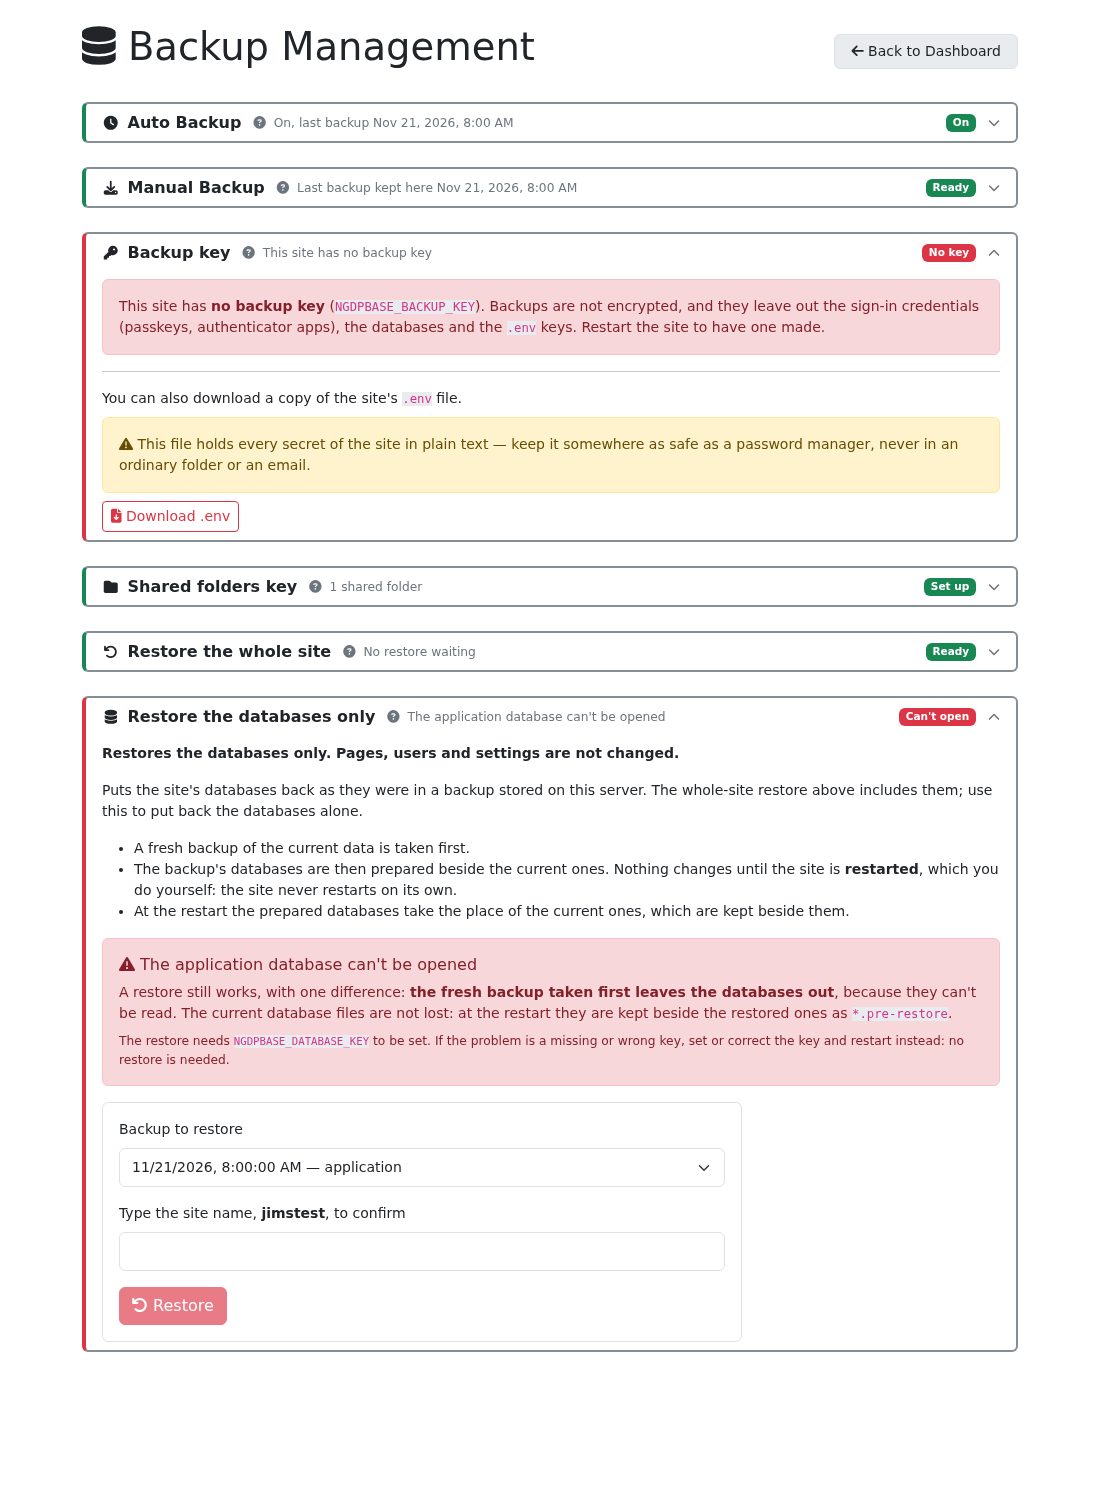 Backup Management
Back to Dashboard
Auto Backup On, last backup Nov 21, 2026, 8:00 AM On
Manual Backup Last backup kept here Nov 21, 2026, 8:00 AM Ready
Backup key This site has no backup key No key
This site has no backup key (NGDPBASE_BACKUP_KEY). Backups are not encrypted, and they leave out the sign-in credentials
(passkeys, authenticator apps), the databases and the .env keys. Restart the site to have one made.
You can also download a copy of the site's .env file.
This file holds every secret of the site in plain text — keep it somewhere as safe as a password manager, never in an
ordinary folder or an email.
Download .env
Shared folders key 1 shared folder Set up
Restore the whole site No restore waiting Ready
Restore the databases only The application database can't be opened Can't open
Restores the databases only. Pages, users and settings are not changed.
Puts the site's databases back as they were in a backup stored on this server. The whole-site restore above includes them; use
this to put back the databases alone.
• A fresh backup of the current data is taken first.
• The backup's databases are then prepared beside the current ones. Nothing changes until the site is restarted, which you
do yourself: the site never restarts on its own.
• At the restart the prepared databases take the place of the current ones, which are kept beside them.
The application database can't be opened
A restore still works, with one difference: the fresh backup taken first leaves the databases out, because they can't
be read. The current database files are not lost: at the restart they are kept beside the restored ones as *.pre-restore.
The restore needs NGDPBASE_DATABASE_KEY to be set. If the problem is a missing or wrong key, set or correct the key and restart instead: no
restore is needed.
Backup to restore
11/21/2026, 8:00:00 AM — application
Type the site name, jimstest, to confirm
Restore